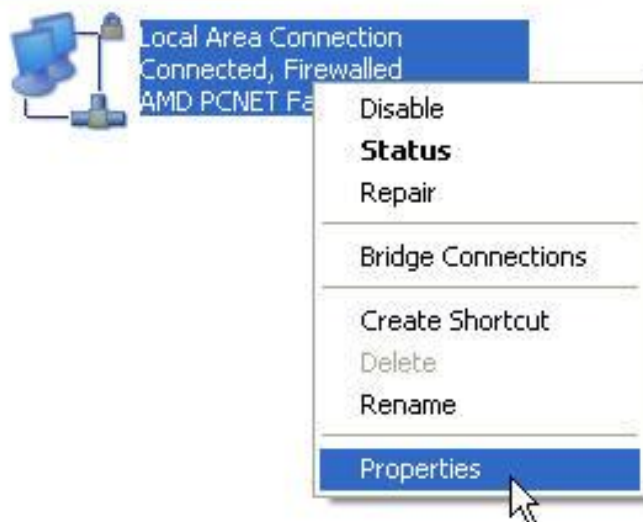 Local Area Connection
Connected, Firewalled
AMD PCNET Fa
Disable
Status
Repair
Bridge Connections
Create Shortcut
Delete
Rename
Properties